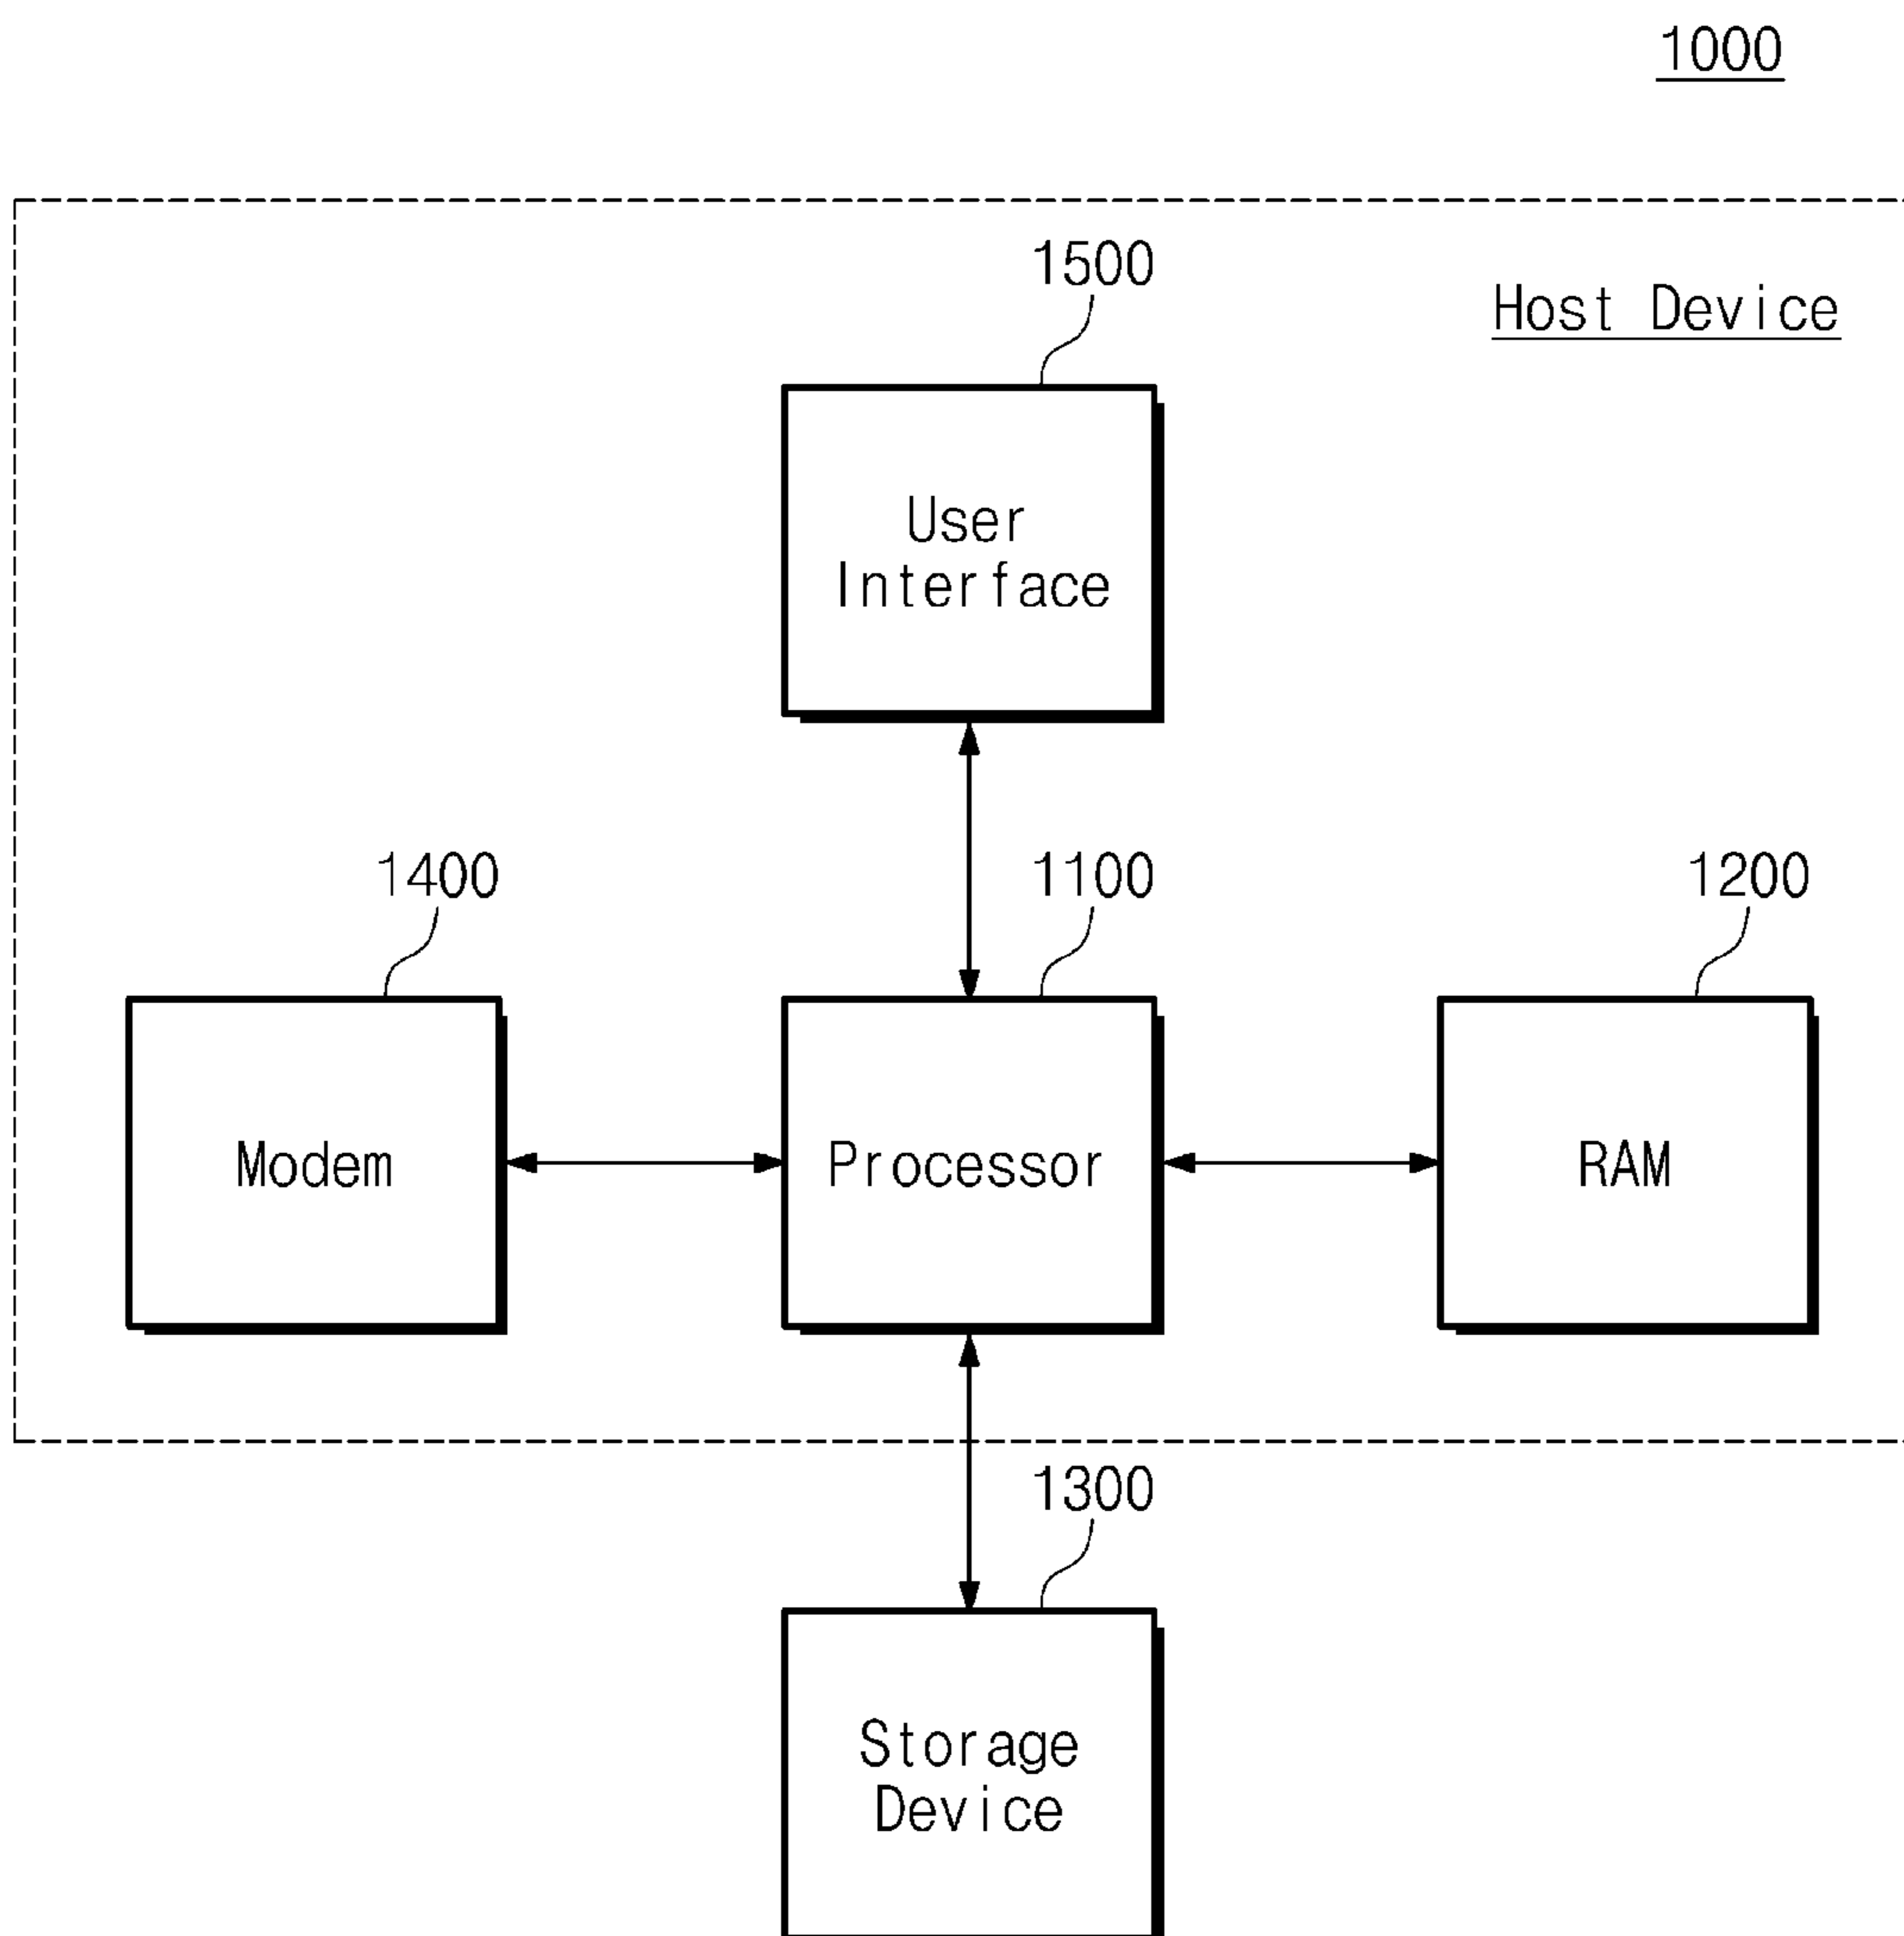 1000
1500
Host Device
User
Interface
1400
1100
1200
Modem
Processor
RAM
1300
Storage
Device